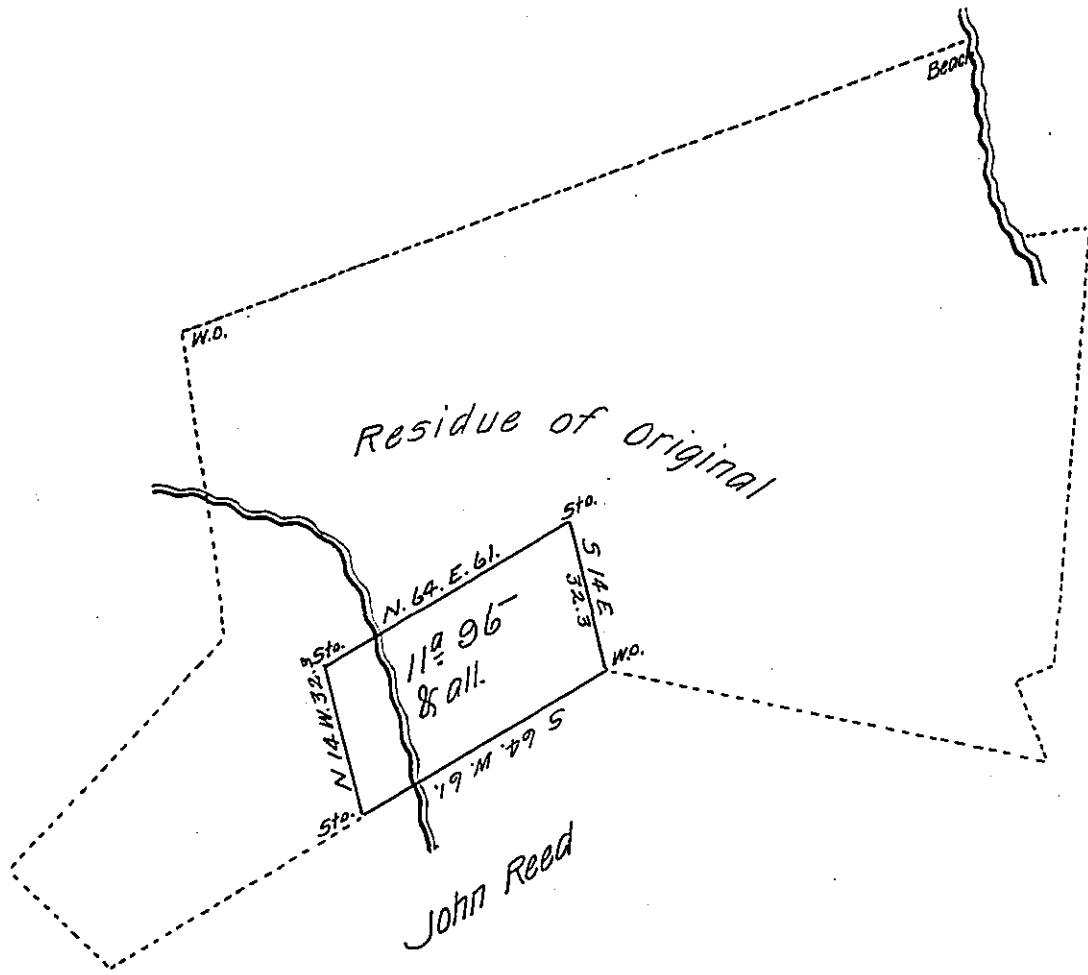 Beach
W.O.
Residue of Original
Sto.
N. 64. E. 61.
S 14 E
32.3
Sto.
11ª 96
& all.
W.O.
N 14 W. 32.3
S 64. W. 61.
Sto.
John Reed